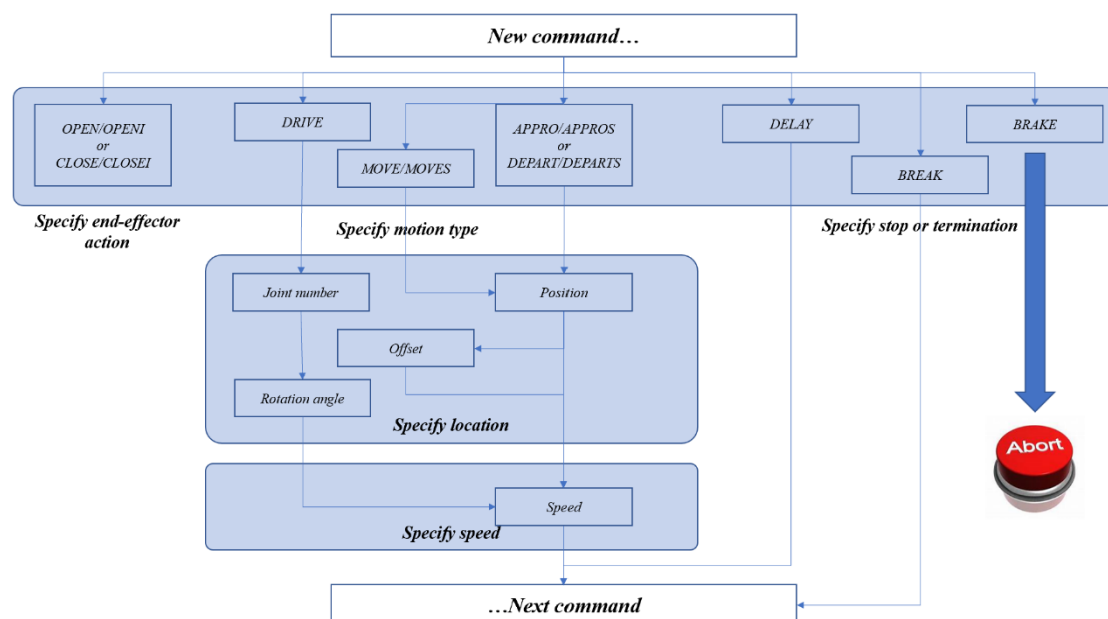 New command…
OPEN/OPENI
or
CLOSE/CLOSEI
DRIVE
MOVE/MOVES
APPRO/APPROS
or
DEPART/DEPARTS
DELAY
BREAK
BRAKE
Specify end-effector
action
Specify motion type
Specify stop or termination
Joint number
Position
Offset
Rotation angle
Specify location
Abort
Speed
Specify speed
…Next command